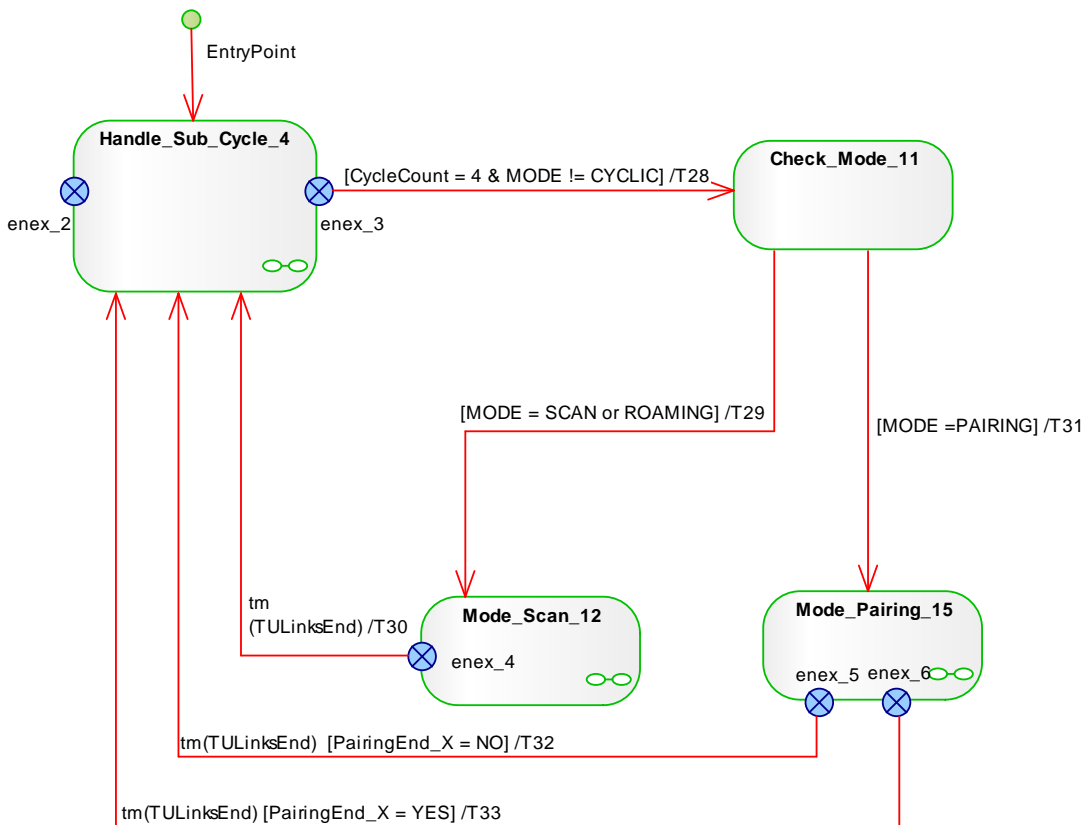 EntryPoint
Handle_Sub_Cycle_4
Check_Mode_11
[CycleCount = 4 & MODE != CYCLIC] /T28
enex_2
enex_3
[MODE = SCAN or ROAMING] /T29
[MODE =PAIRING] /T31
tm
(TULinksEnd) /T30
Mode_Scan_12
Mode_Pairing_15
enex_4
enex_5
enex_6
tm(TULinksEnd)  [PairingEnd_X = NO] /T32
tm(TULinksEnd) [PairingEnd_X = YES] /T33